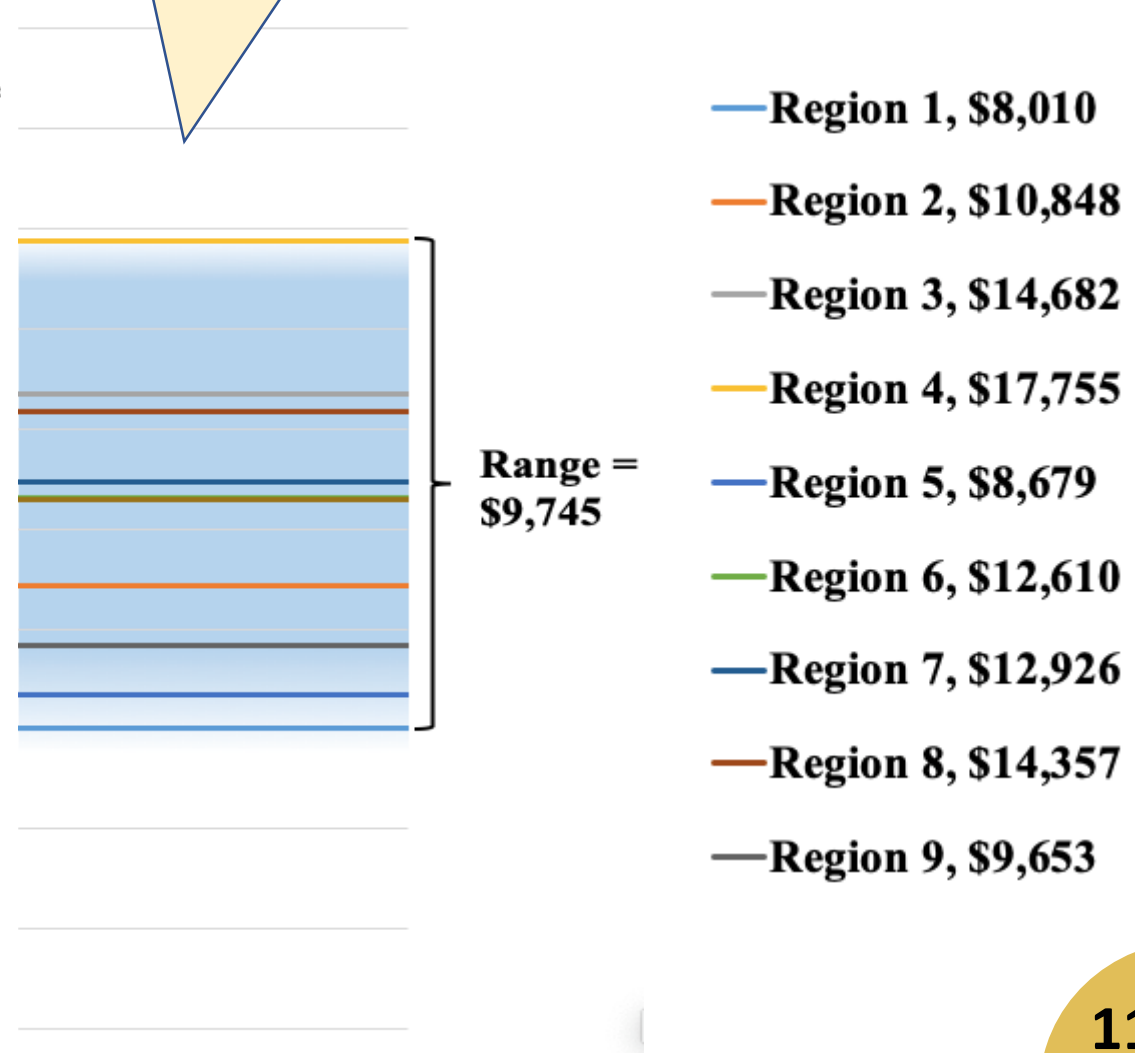 Range =
$9,745
Region 1, $8,010
Region 2, $10,848
Region 3, $14,682
Region 4, $17,755
Region 5, $8,679
Region 6, $12,610
Region 7, $12,926
Region 8, $14,357
Region 9, $9,653